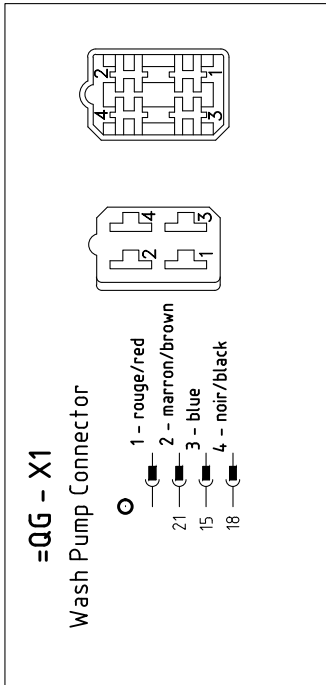 =QG - X1
Wash Pump Connector
1 - rouge/red
21 2 - marron/brown
15 3 - blue
18 4 - noir/black
4 3
2 1
2 1
4 3